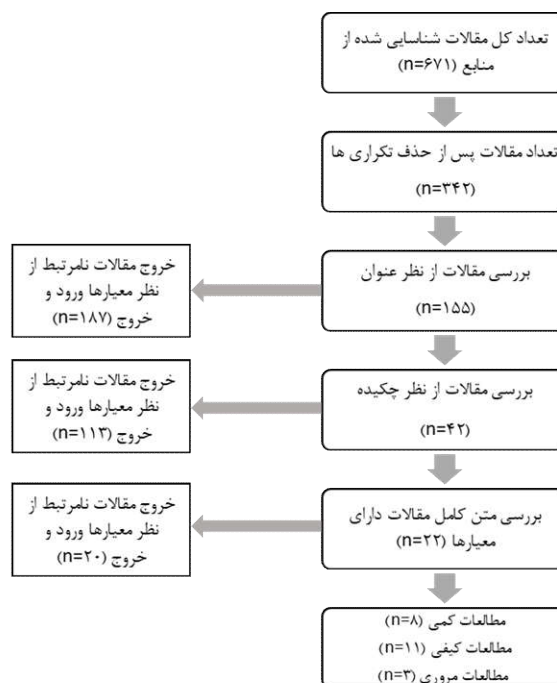 تعداد کل مقالات شناسایی شده از
منابع (n=۶۷۱)
تعداد مقالات پس از حذف تکراری ها
(n=۳۴۲)
بررسی مقالات از نظر عنوان
(n=۱۵۵)
خروج مقالات نامرتبط از
نظر معیارها ورود و
خروج (n=۱۸۷)
بررسی مقالات از نظر چکیده
(n=۴۲)
خروج مقالات نامرتبط از
نظر معیارها ورود و
خروج (n=۱۱۳)
بررسی متن کامل مقالات دارای
معیارها (n=۲۲)
خروج مقالات نامرتبط از
نظر معیارها ورود و
خروج (n=۲۰)
مطالعات کمی (n=۸)
مطالعات کیفی (n=۱۱)
مطالعات مروری (n=۳)